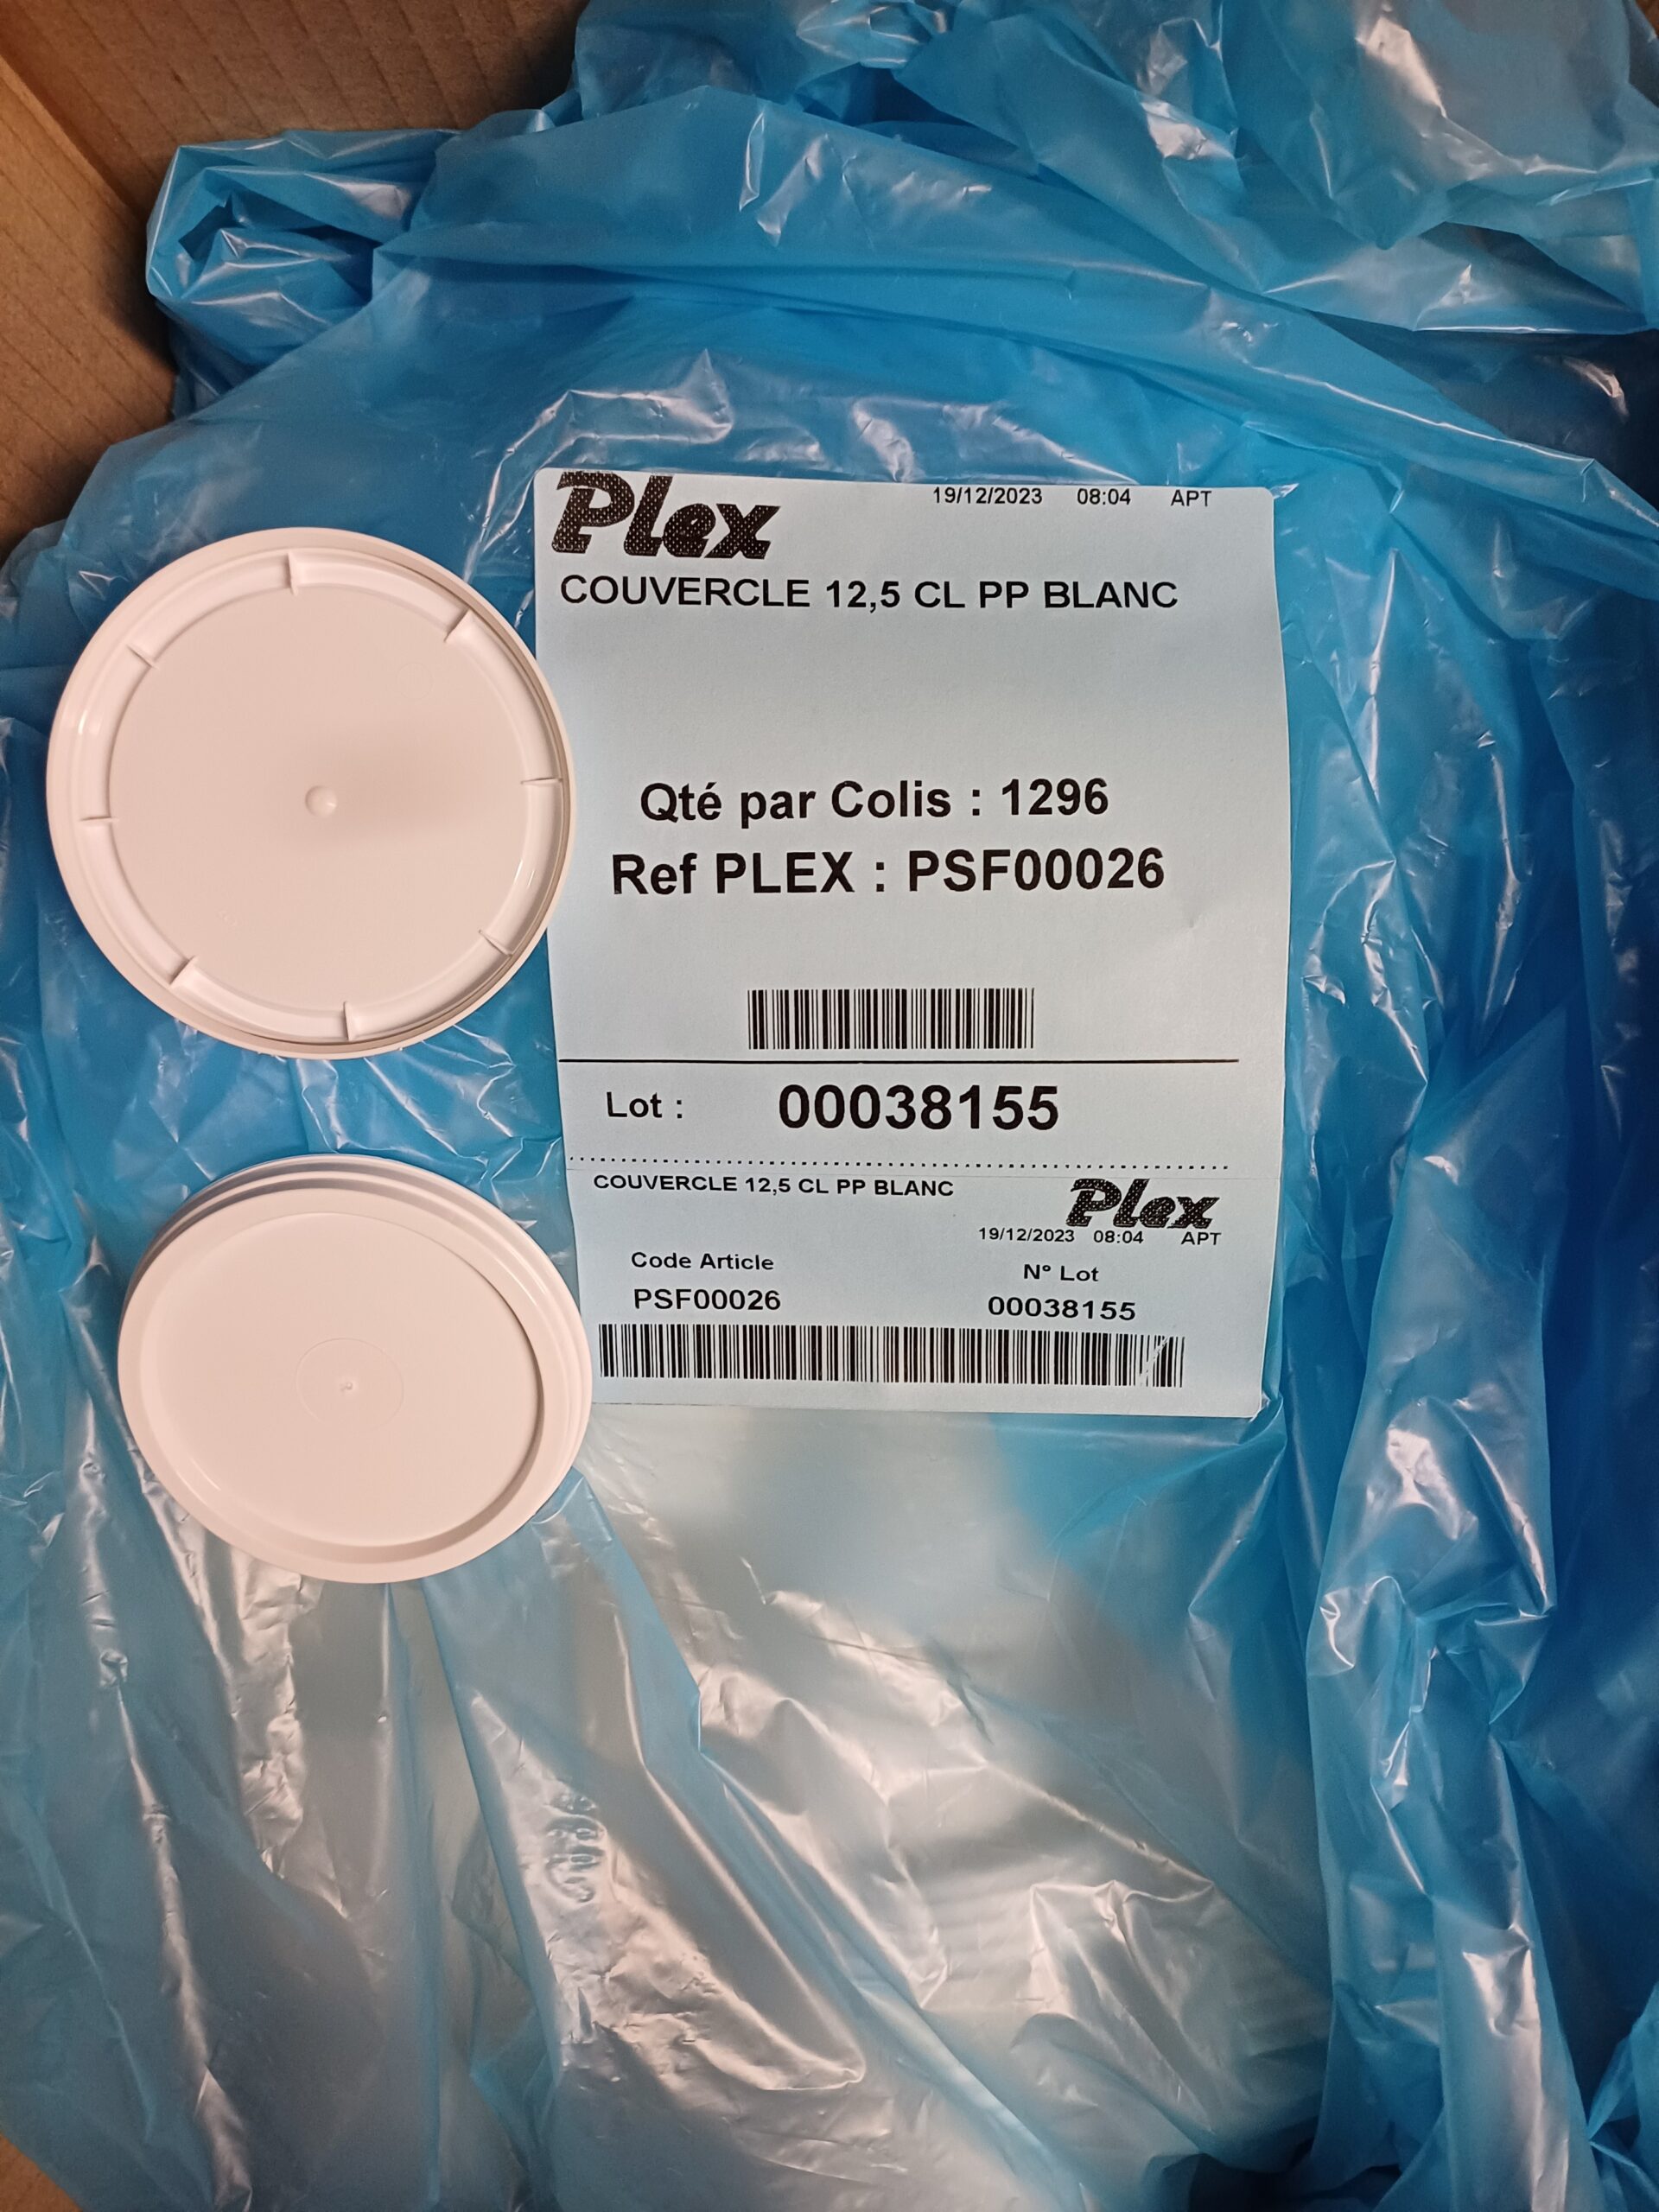 Plex
19/12/2023 08:04 APT
COUVERCLE 12,5 CL PP BLANC
Qté par Colis : 1296
Ref PLEX : PSF00026
Lot : 00038155
COUVERCLE 12,5 CL PP BLANC
Plex
19/12/2023 08:04 APT
Code Article
N° Lot
PSF00026
00038155